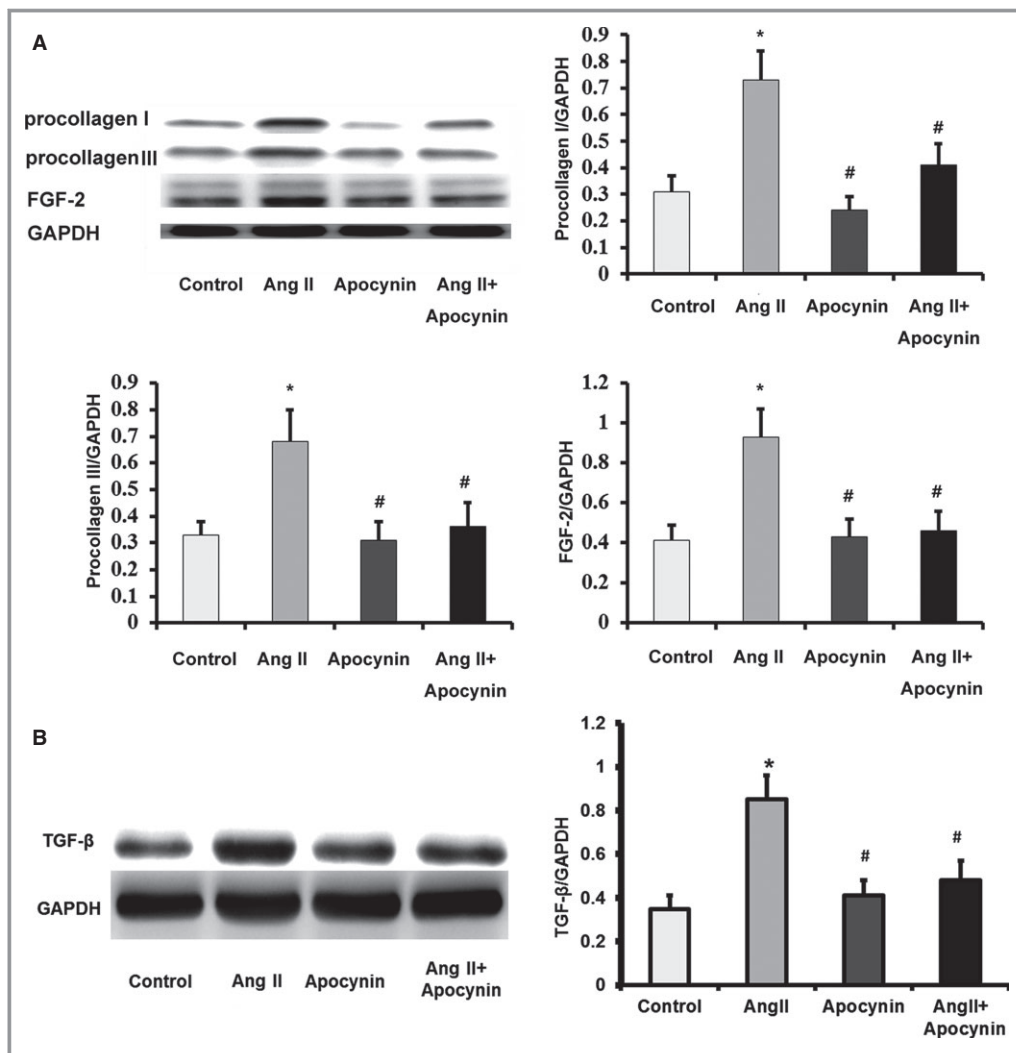 A
procollagen I
procollagen III
FGF-2
GAPDH
Control Ang II Apocynin Ang II+
Apocynin
Procollagen I/GAPDH
0.9
0.8
0.7
0.6
0.5
0.4
0.3
0.2
0.1
0
*
#
#
Control Ang II Apocynin Ang II+
Apocynin
Procollagen III/GAPDH
0.9
0.8
0.7
0.6
0.5
0.4
0.3
0.2
0.1
0
*
#
#
Control Ang II Apocynin Ang II+
Apocynin
FGF-2/GAPDH
1.2
1
0.8
0.6
0.4
0.2
0
*
#
#
Control Ang II Apocynin Ang II+
Apocynin
B
TGF-β
GAPDH
Control Ang II Apocynin Ang II+
Apocynin
TGF-β/GAPDH
1.2
1
0.8
0.6
0.4
0.2
0
*
#
#
Control AngII Apocynin AngII+
Apocynin